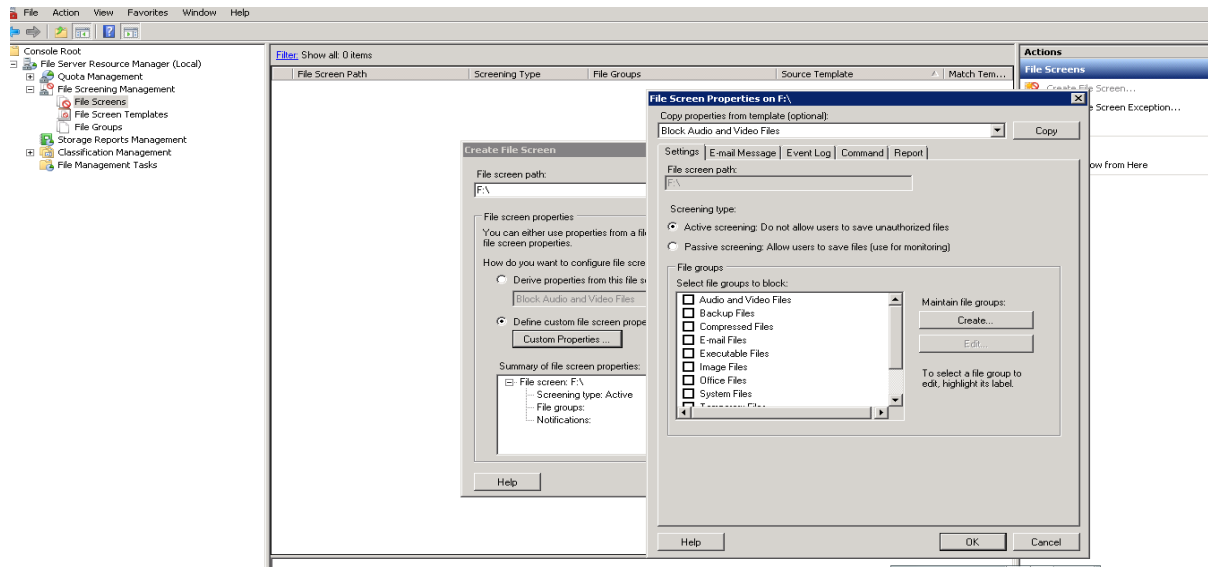 File Action View Favorites Window Help
Console Root
File Server Resource Manager (Local)
Quota Management
File Screening Management
File Screens
File Screen Templates
File Groups
Storage Reports Management
Classification Management
File Management Tasks
Filter: Show all: 0 items
File Screen Path Screening Type File Groups Source Template Match Tem...
Create File Screen
File screen path:
F:\
File screen properties
You can either use properties from a
file screen properties.
How do you want to configure file
Derive properties from this file
Block Audio and Video Files
Define custom file screen
Custom Properties ...
Summary of file screen properties:
File screen: F:\
Screening type: Active
File groups:
Notifications:
Help
File Screen Properties on F:\
Copy properties from template (optional):
Block Audio and Video Files Copy
Settings E-mail Message Event Log Command Report
File screen path:
F:\
Screening type:
Active screening: Do not allow users to save unauthorized files
Passive screening: Allow users to save files (use for monitoring)
File groups
Select file groups to block:
Audio and Video Files
Backup Files
Compressed Files
E-mail Files
Executable Files
Image Files
Office Files
System Files
Maintain file groups:
Create...
Edit...
To select a file group to
edit, highlight its label.
Help OK Cancel
Actions
File Screens
Create File Screen...
Screen Exception...
from Here